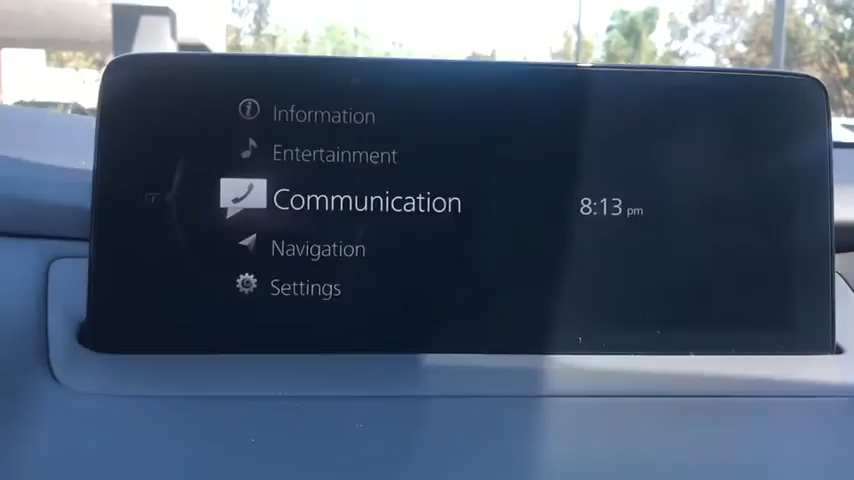 Information
Entertainment
Communication
8:13 pm
Navigation
Settings